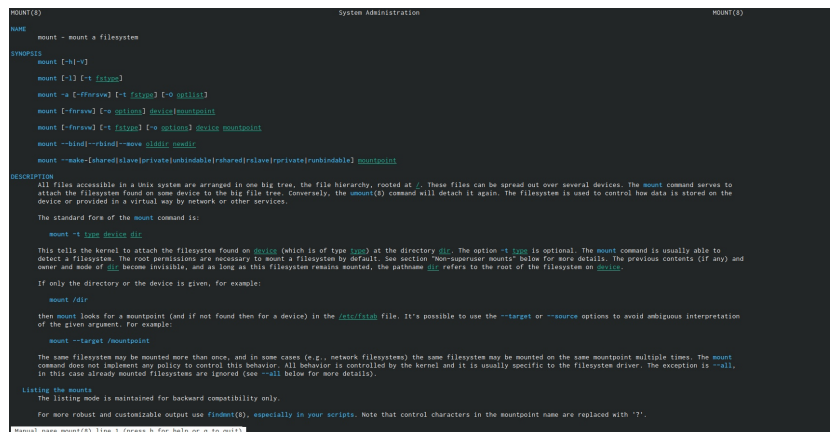 MOUNT(8) System Administration MOUNT(8)
NAME
mount - mount a filesystem
SYNOPSIS
mount [-h|-V]
mount [-l] [-t fstype]
mount -a [-fFnrsvw] [-t fstype] [-O optlist]
mount [-fnrsvw] [-o options] device|mountpoint
mount [-fnrsvw] [-t fstype] [-o options] device mountpoint
mount --bind|--rbind|--move olddir newdir
mount --make-[shared|slave|private|unbindable|rshared|rslave|rprivate|runbindable] mountpoint
DESCRIPTION
All files accessible in a Unix system are arranged in one big tree, the file hierarchy, rooted at /. These files can be spread out over several devices. The mount command serves to
attach the filesystem found on some device to the big file tree. Conversely, the umount(8) command will detach it again. The filesystem is used to control how data is stored on the
device or provided in a virtual way by network or other services.
The standard form of the mount command is:
mount -t type device dir
This tells the kernel to attach the filesystem found on device (which is of type type) at the directory dir. The option -t type is optional. The mount command is usually able to
detect a filesystem. The root permissions are necessary to mount a filesystem by default. See section "Non-superuser mounts" below for more details. The previous contents (if any) and
owner and mode of dir become invisible, and as long as this filesystem remains mounted, the pathname dir refers to the root of the filesystem on device.
If only the directory or the device is given, for example:
mount /dir
then mount looks for a mountpoint (and if not found then for a device) in the /etc/fstab file. It's possible to use the --target or --source options to avoid ambiguous interpretation
of the given argument. For example:
mount --target /mountpoint
The same filesystem may be mounted more than once, and in some cases (e.g., network filesystems) the same filesystem may be mounted on the same mountpoint multiple times. The mount
command does not implement any policy to control this behavior. All behavior is controlled by the kernel and it is usually specific to the filesystem driver. The exception is --all,
in this case already mounted filesystems are ignored (see --all below for more details).
Listing the mounts
The listing mode is maintained for backward compatibility only.
For more robust and customizable output use findmnt(8), especially in your scripts. Note that control characters in the mountpoint name are replaced with '?'.
Manual page mount(8) line 1 (press h for help or q to quit)